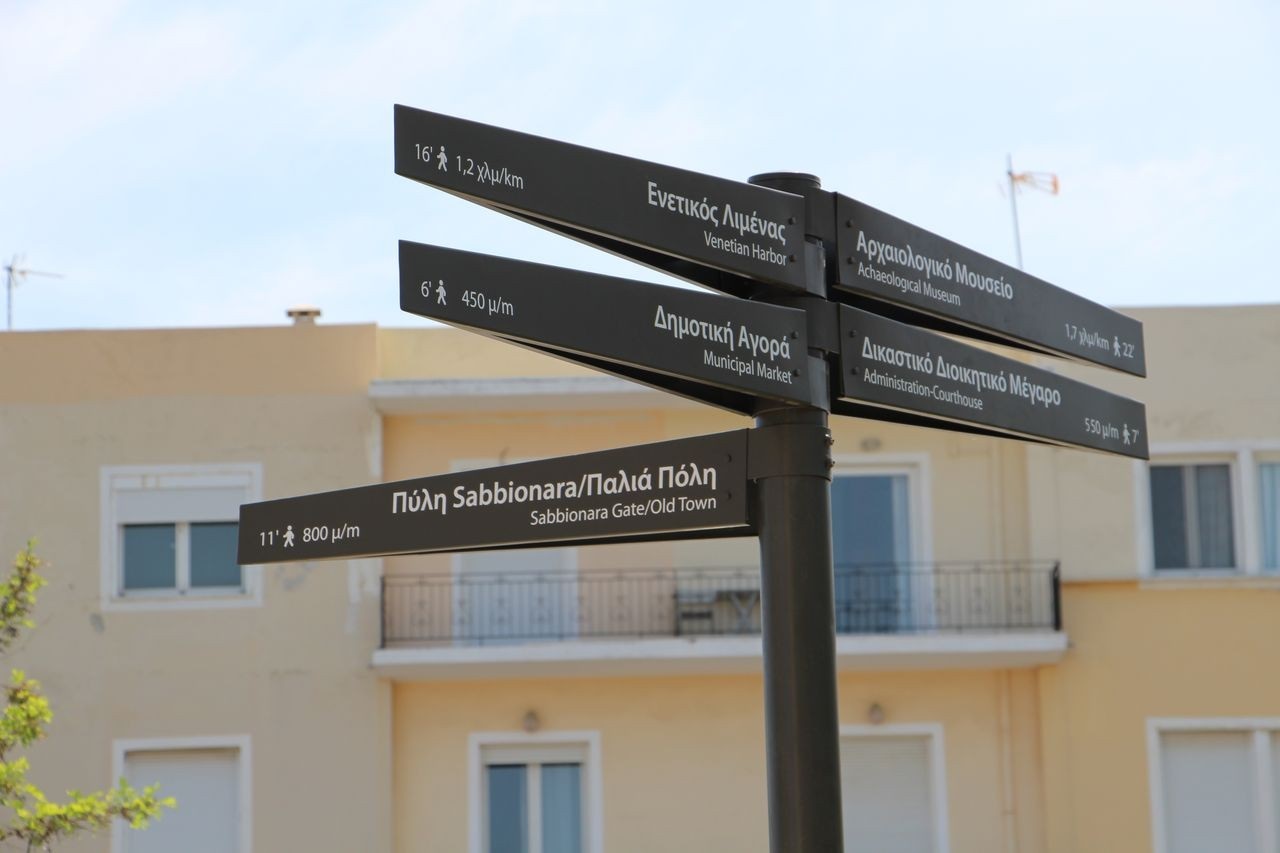 16' 1,2 χλμ/km
Ενετικός Λιμένας
Venetian Harbor
Αρχαιολογικό Μουσείο
Achaeological Museum
1,7 χλμ/km 22'
6' 450 μ/m
Δημοτική Αγορά
Municipal Market
Δικαστικό Διοικητικό Μέγαρο
Administration-Courthouse
550 μ/m 7'
Πύλη Sabbionara/Παλιά Πόλη
Sabbionara Gate/Old Town
11' 800 μ/m